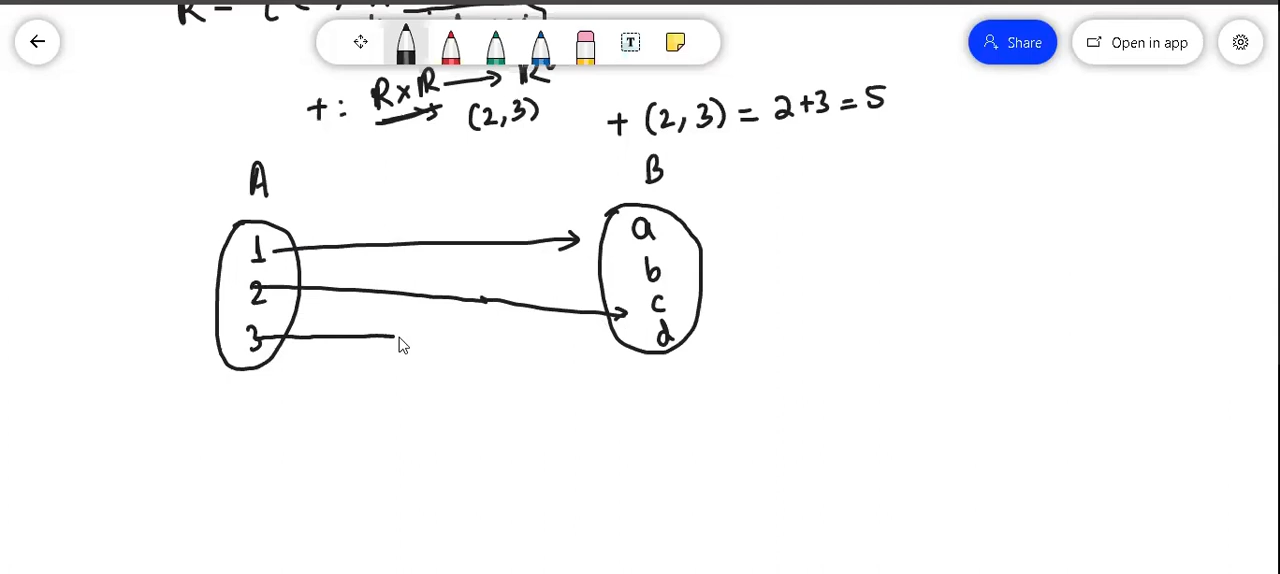 Share
Open in app
+ : R×R → R
(2,3)
+ (2,3) = 2+3 = 5
A
B
1
a
2
b
3
c
d